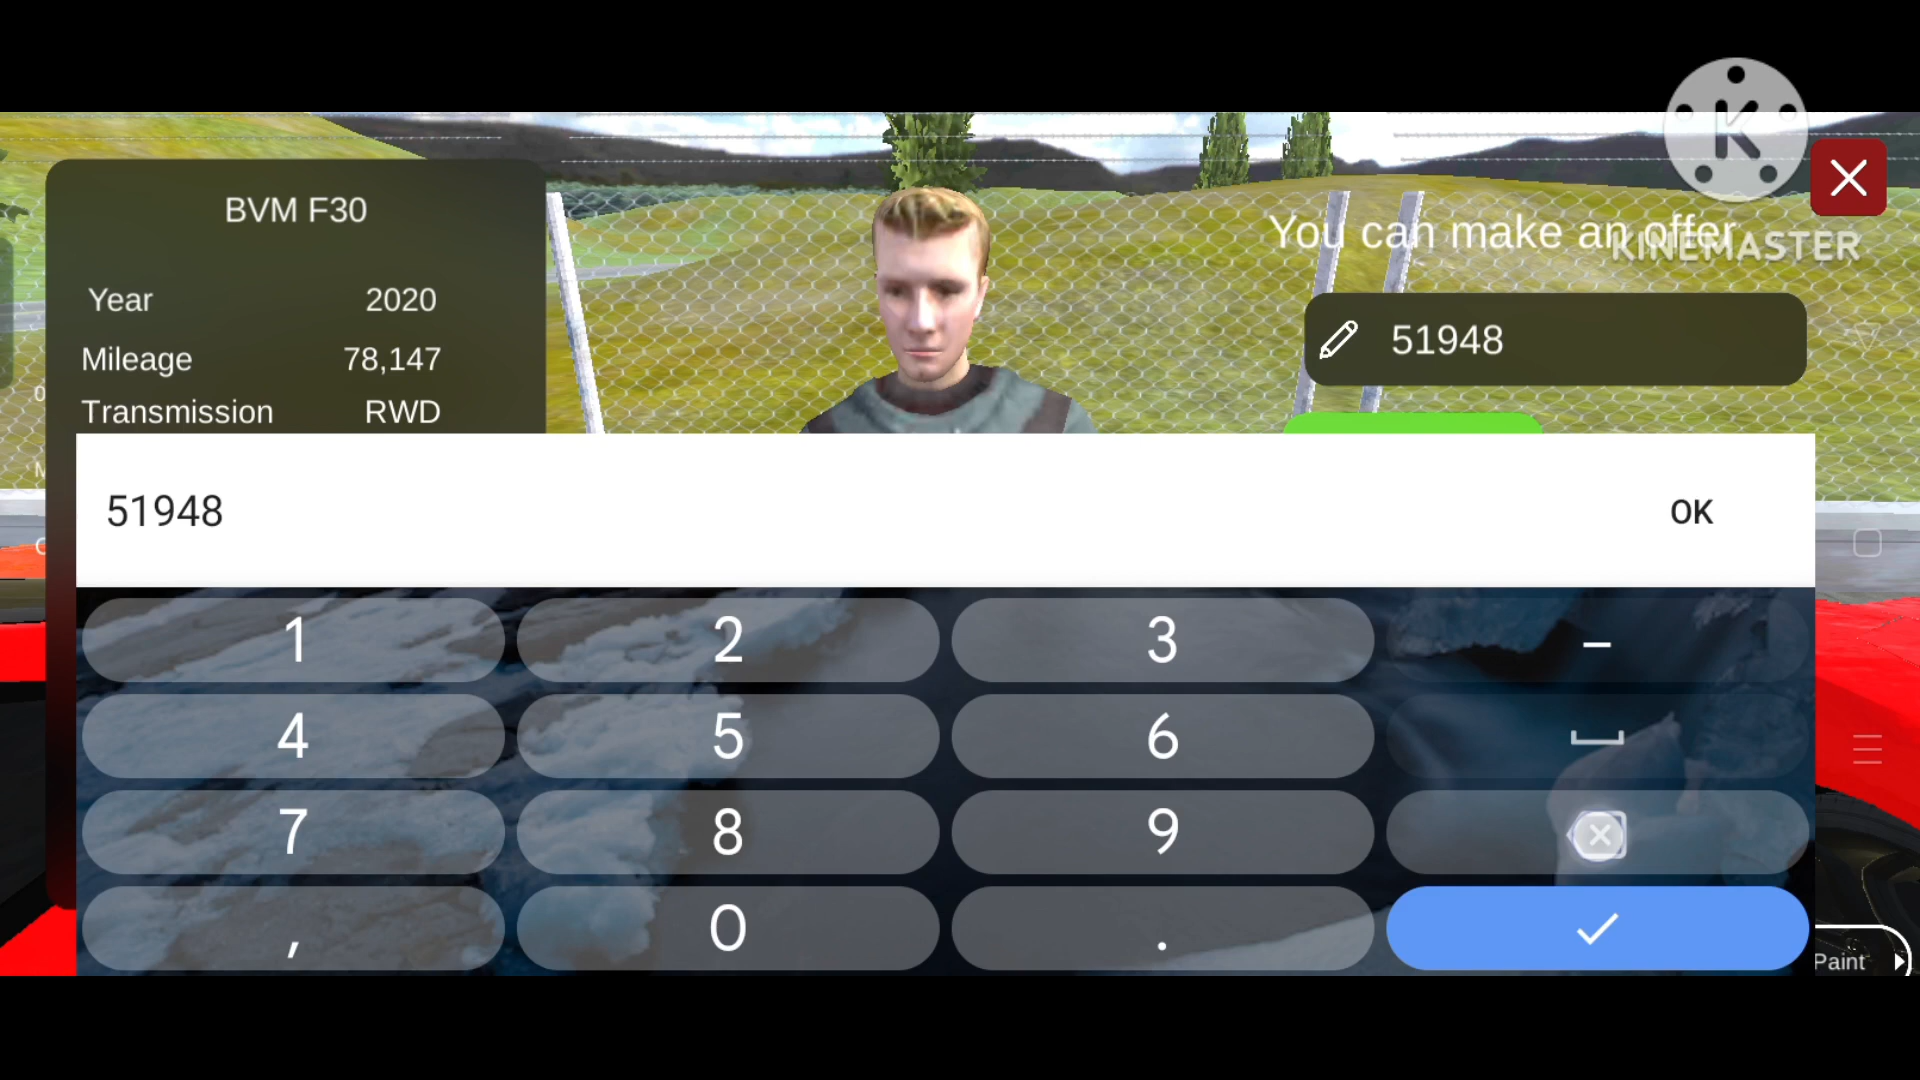 BVM F30
Year 2020
Mileage 78,147
Transmission RWD
K
KINEMASTER
You can make an offer
51948
51948
OK
1 2 3 –
4 5 6
7 8 9
, 0 .
Paint